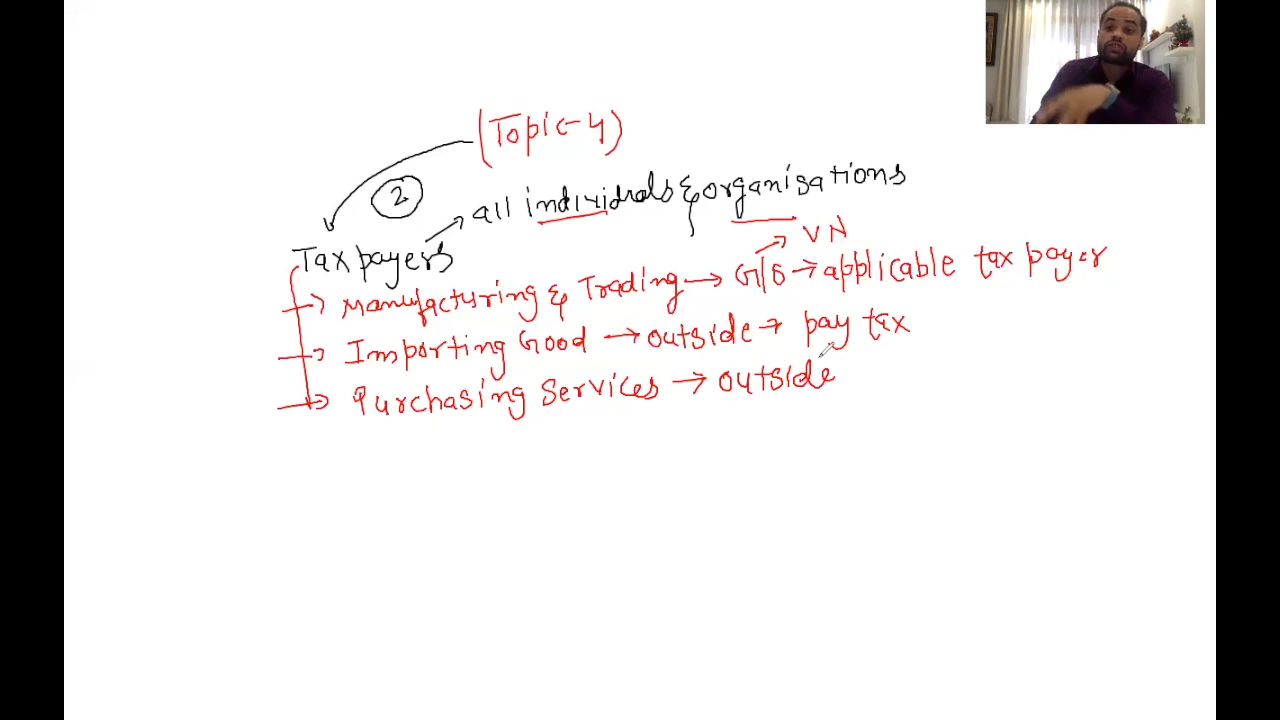 (Topic-4)
2
all individals & organisations
Tax payers
VN
Manufacturing & Trading → G/S → applicable tax payer
Importing Good → outside → pay tax
Purchasing Services → outside